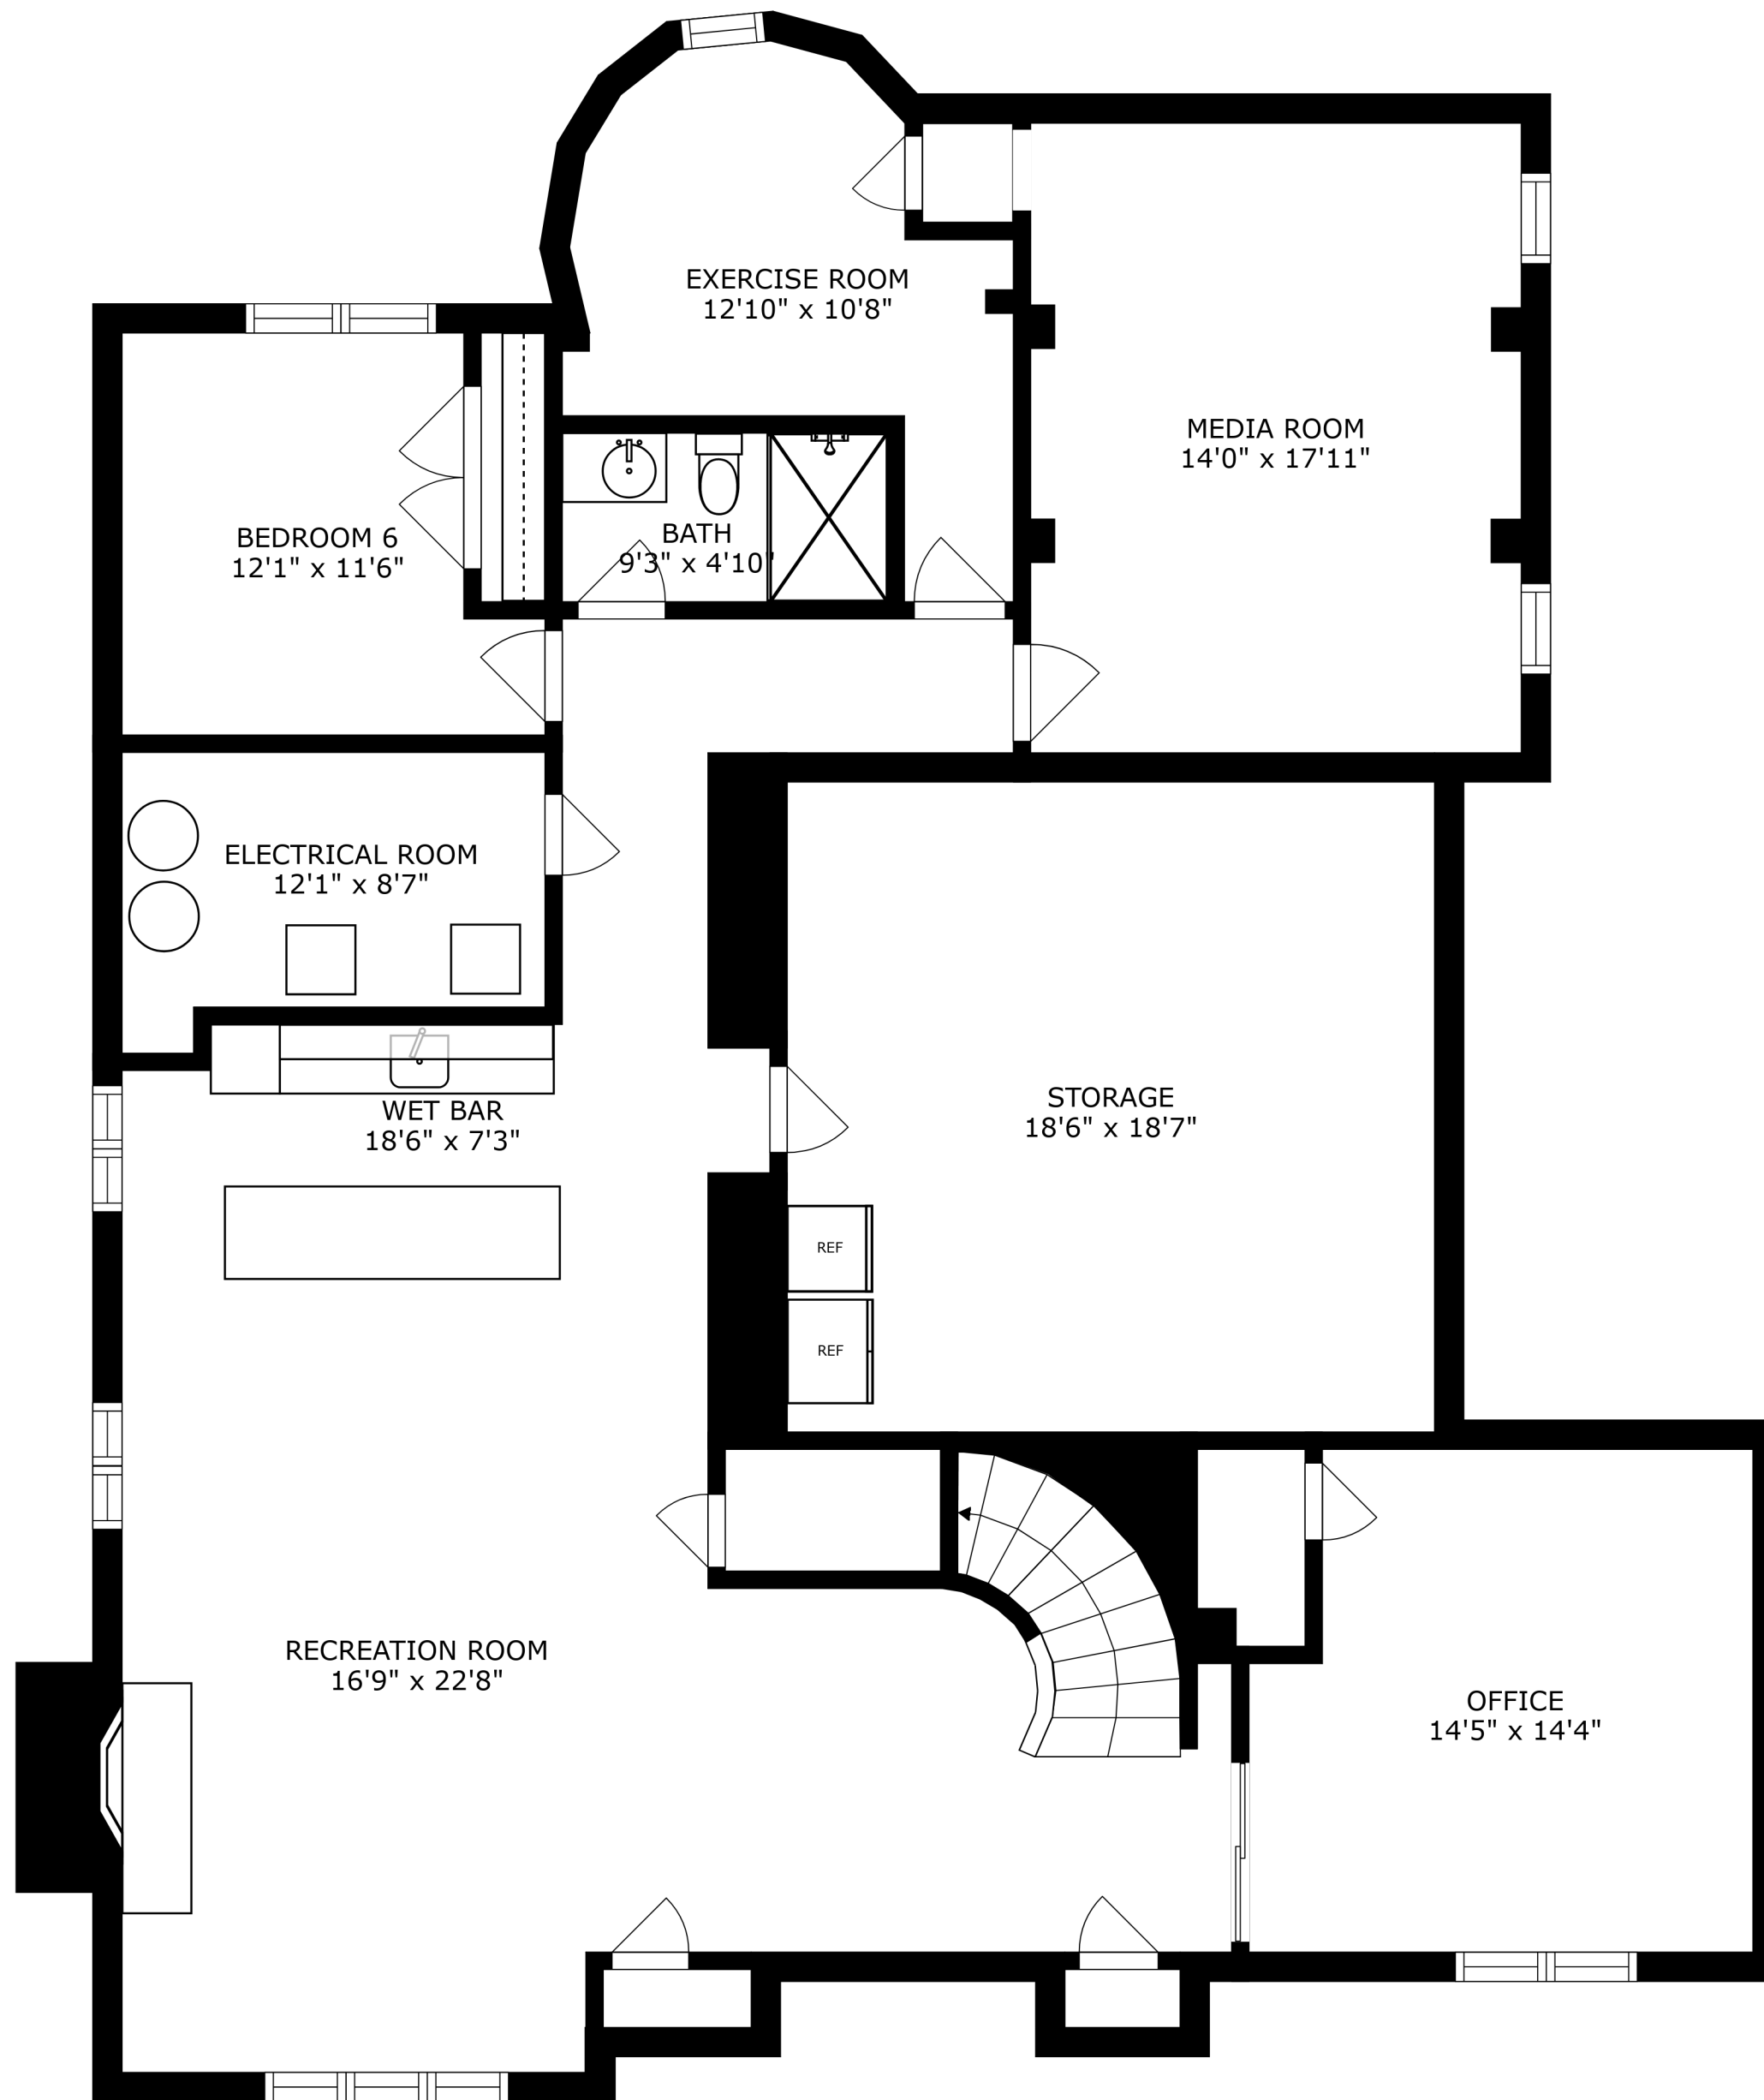 EXERCISE ROOM
12'10" x 10'8"
MEDIA ROOM
14'0" x 17'11"
BEDROOM 6
12'1" x 11'6"
BATH
9'3" x 4'10"
ELECTRICAL ROOM
12'1" x 8'7"
WET BAR
18'6" x 7'3"
STORAGE
18'6" x 18'7"
REF
REF
RECREATION ROOM
16'9" x 22'8"
OFFICE
14'5" x 14'4"